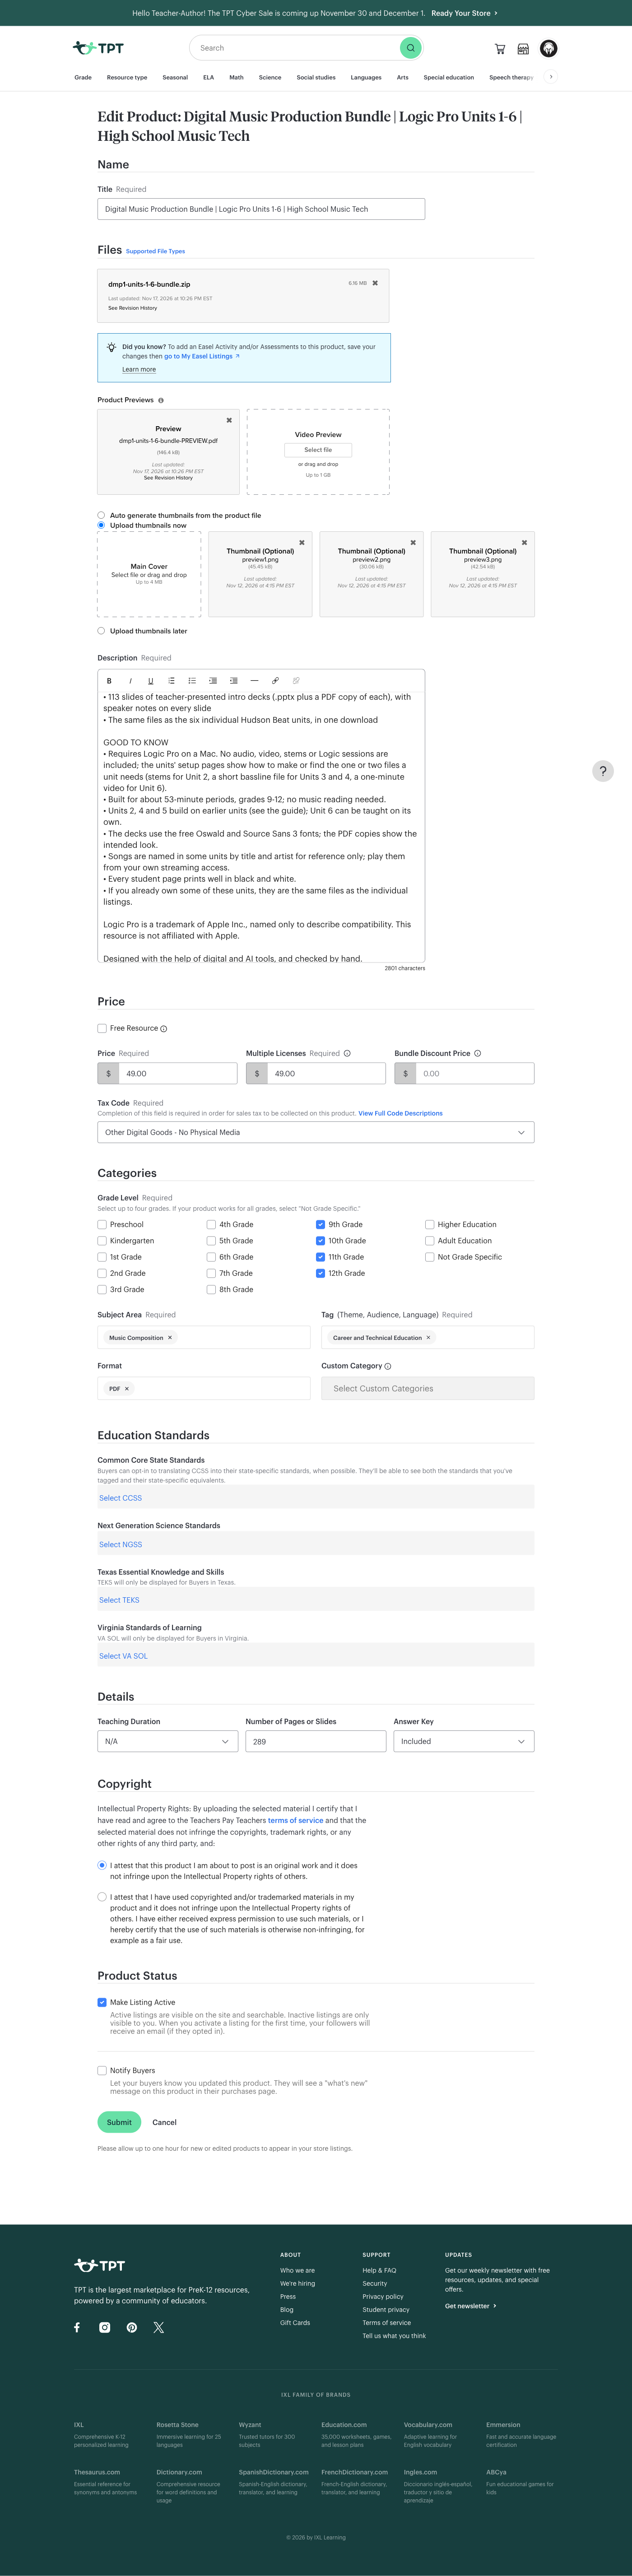 Hello Teacher-Author! The TPT Cyber Sale is coming up November 30 and December 1. Ready Your Store
TPT
Search
Grade Resource type Seasonal ELA Math Science Social studies Languages Arts Special education Speech therapy
Edit Product: Digital Music Production Bundle | Logic Pro Units 1-6 |
High School Music Tech
Name
Title Required
Digital Music Production Bundle | Logic Pro Units 1-6 | High School Music Tech
Files Supported File Types
dmp1-units-1-6-bundle.zip
6.16 MB
Last updated: Nov 17, 2026 at 10:26 PM EST
See Revision History
Did you know? To add an Easel Activity and/or Assessments to this product, save your
changes then go to My Easel Listings
Learn more
Product Previews
Preview
dmp1-units-1-6-bundle-PREVIEW.pdf
(146.4 kB)
Last updated:
Nov 17, 2026 at 10:26 PM EST
See Revision History
Video Preview
Select file
or drag and drop
Up to 1 GB
Auto generate thumbnails from the product file
Upload thumbnails now
Main Cover
Select file or drag and drop
Up to 4 MB
Thumbnail (Optional)
preview1.png
(45.45 kB)
Last updated:
Nov 12, 2026 at 4:15 PM EST
Thumbnail (Optional)
preview2.png
(30.06 kB)
Last updated:
Nov 12, 2026 at 4:15 PM EST
Thumbnail (Optional)
preview3.png
(42.54 kB)
Last updated:
Nov 12, 2026 at 4:15 PM EST
Upload thumbnails later
Description Required
B I U
• 113 slides of teacher-presented intro decks (.pptx plus a PDF copy of each), with
speaker notes on every slide
• The same files as the six individual Hudson Beat units, in one download
GOOD TO KNOW
• Requires Logic Pro on a Mac. No audio, video, stems or Logic sessions are
included; the units' setup pages show how to make or find the one or two files a
unit needs (stems for Unit 2, a short bassline file for Units 3 and 4, a one-minute
video for Unit 6).
• Built for about 53-minute periods, grades 9-12; no music reading needed.
• Units 2, 4 and 5 build on earlier units (see the guide); Unit 6 can be taught on its
own.
• The decks use the free Oswald and Source Sans 3 fonts; the PDF copies show the
intended look.
• Songs are named in some units by title and artist for reference only; play them
from your own streaming access.
• Every student page prints well in black and white.
• If you already own some of these units, they are the same files as the individual
listings.
Logic Pro is a trademark of Apple Inc., named only to describe compatibility. This
resource is not affiliated with Apple.
Designed with the help of digital and AI tools, and checked by hand.
2801 characters
?
Price
Free Resource
Price Required
$ 49.00
Multiple Licenses Required
$ 49.00
Bundle Discount Price
$ 0.00
Tax Code Required
Completion of this field is required in order for sales tax to be collected on this product. View Full Code Descriptions
Other Digital Goods - No Physical Media
Categories
Grade Level Required
Select up to four grades. If your product works for all grades, select "Not Grade Specific."
Preschool 4th Grade 9th Grade Higher Education
Kindergarten 5th Grade 10th Grade Adult Education
1st Grade 6th Grade 11th Grade Not Grade Specific
2nd Grade 7th Grade 12th Grade
3rd Grade 8th Grade
Subject Area Required
Music Composition
Tag (Theme, Audience, Language) Required
Career and Technical Education
Format
PDF
Custom Category
Select Custom Categories
Education Standards
Common Core State Standards
Buyers can opt-in to translating CCSS into their state-specific standards, when possible. They'll be able to see both the standards that you've
tagged and their state-specific equivalents.
Select CCSS
Next Generation Science Standards
Select NGSS
Texas Essential Knowledge and Skills
TEKS will only be displayed for Buyers in Texas.
Select TEKS
Virginia Standards of Learning
VA SOL will only be displayed for Buyers in Virginia.
Select VA SOL
Details
Teaching Duration
N/A
Number of Pages or Slides
289
Answer Key
Included
Copyright
Intellectual Property Rights: By uploading the selected material I certify that I
have read and agree to the Teachers Pay Teachers terms of service and that the
selected material does not infringe the copyrights, trademark rights, or any
other rights of any third party, and:
I attest that this product I am about to post is an original work and it does
not infringe upon the Intellectual Property rights of others.
I attest that I have used copyrighted and/or trademarked materials in my
product and it does not infringe upon the Intellectual Property rights of
others. I have either received express permission to use such materials, or I
hereby certify that the use of such materials is otherwise non-infringing, for
example as a fair use.
Product Status
Make Listing Active
Active listings are visible on the site and searchable. Inactive listings are only
visible to you. When you activate a listing for the first time, your followers will
receive an email (if they opted in).
Notify Buyers
Let your buyers know you updated this product. They will see a "what's new"
message on this product in their purchases page.
Submit Cancel
Please allow up to one hour for new or edited products to appear in your store listings.
TPT
TPT is the largest marketplace for PreK-12 resources,
powered by a community of educators.
ABOUT
Who we are
We're hiring
Press
Blog
Gift Cards
SUPPORT
Help & FAQ
Security
Privacy policy
Student privacy
Terms of service
Tell us what you think
UPDATES
Get our weekly newsletter with free
resources, updates, and special
offers.
Get newsletter
IXL FAMILY OF BRANDS
IXL
Comprehensive K-12
personalized learning
Rosetta Stone
Immersive learning for 25
languages
Wyzant
Trusted tutors for 300
subjects
Education.com
35,000 worksheets, games,
and lesson plans
Vocabulary.com
Adaptive learning for
English vocabulary
Emmersion
Fast and accurate language
certification
Thesaurus.com
Essential reference for
synonyms and antonyms
Dictionary.com
Comprehensive resource
for word definitions and
usage
SpanishDictionary.com
Spanish-English dictionary,
translator, and learning
FrenchDictionary.com
French-English dictionary,
translator, and learning
Ingles.com
Diccionario inglés-español,
traductor y sitio de
aprendizaje
ABCya
Fun educational games for
kids
© 2026 by IXL Learning